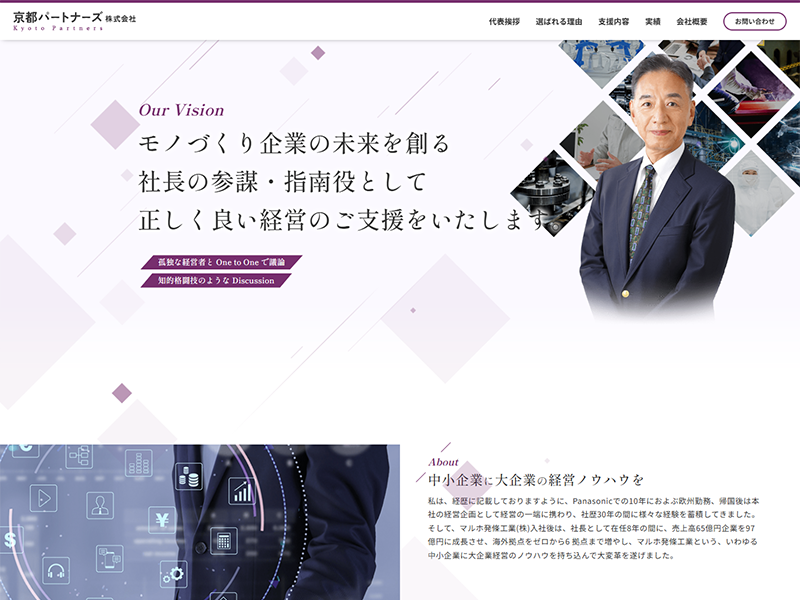 京都パートナーズ 株式会社
Kyoto Partners
代表挨拶 選ばれる理由 支援内容 実績 会社概要 お問い合わせ
Our Vision
モノづくり企業の未来を創る
社長の参謀・指南役として
正しく良い経営のご支援をいたします。
孤独な経営者と One to One で議論
知的格闘技のような Discussion
About
中小企業に大企業の経営ノウハウを
私は、経歴に記載しておりますように、Panasonicでの10年におよぶ欧州勤務、帰国後は本
社の経営企画として経営の一端に携わり、社歴30年の間に様々な経験を蓄積してきました。
そして、マルホ発條工業(株)入社後は、社長として在任8年の間に、売上高65億円企業を97
億円に成長させ、海外拠点をゼロから6 拠点まで増やし、マルホ発條工業という、いわゆる
中小企業に大企業経営のノウハウを持ち込んで大変革を遂げました。